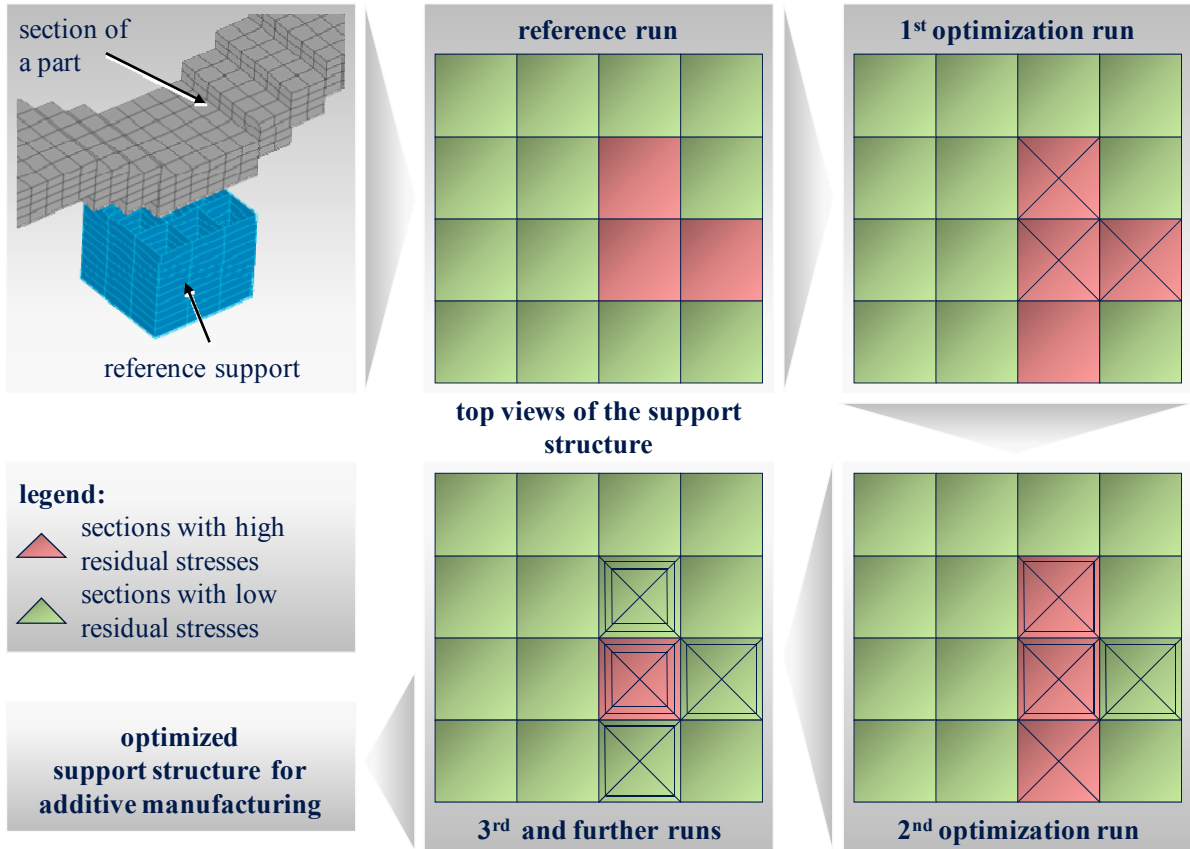 section of
a part
reference support
reference run
1st optimization run
top views of the support
structure
2nd optimization run
3rd and further runs
legend:
sections with high
residual stresses
sections with low
residual stresses
optimized
support structure for
additive manufacturing